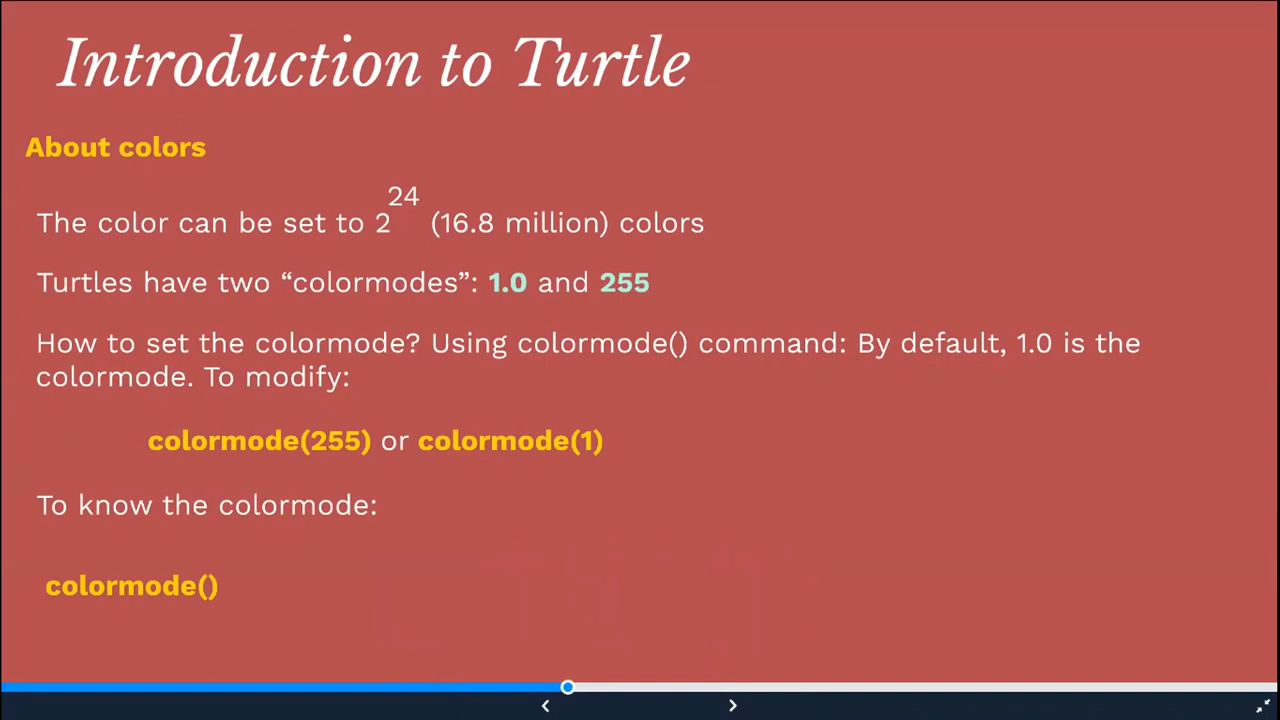 Introduction to Turtle
About colors
The color can be set to 2^24 (16.8 million) colors
Turtles have two “colormodes”: 1.0 and 255
How to set the colormode? Using colormode() command: By default, 1.0 is the
colormode. To modify:
colormode(255) or colormode(1)
To know the colormode:
colormode()